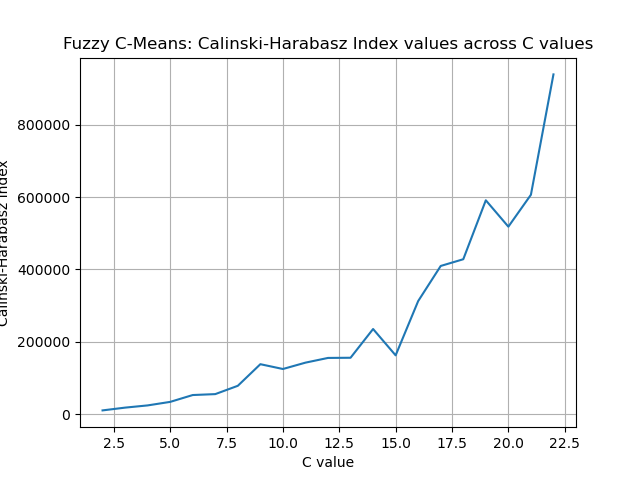 Fuzzy C-Means: Calinski-Harabasz Index values across C values
800000
600000
400000
200000
0
Calinski-Harabasz Index
2.5 5.0 7.5 10.0 12.5 15.0 17.5 20.0 22.5
C value